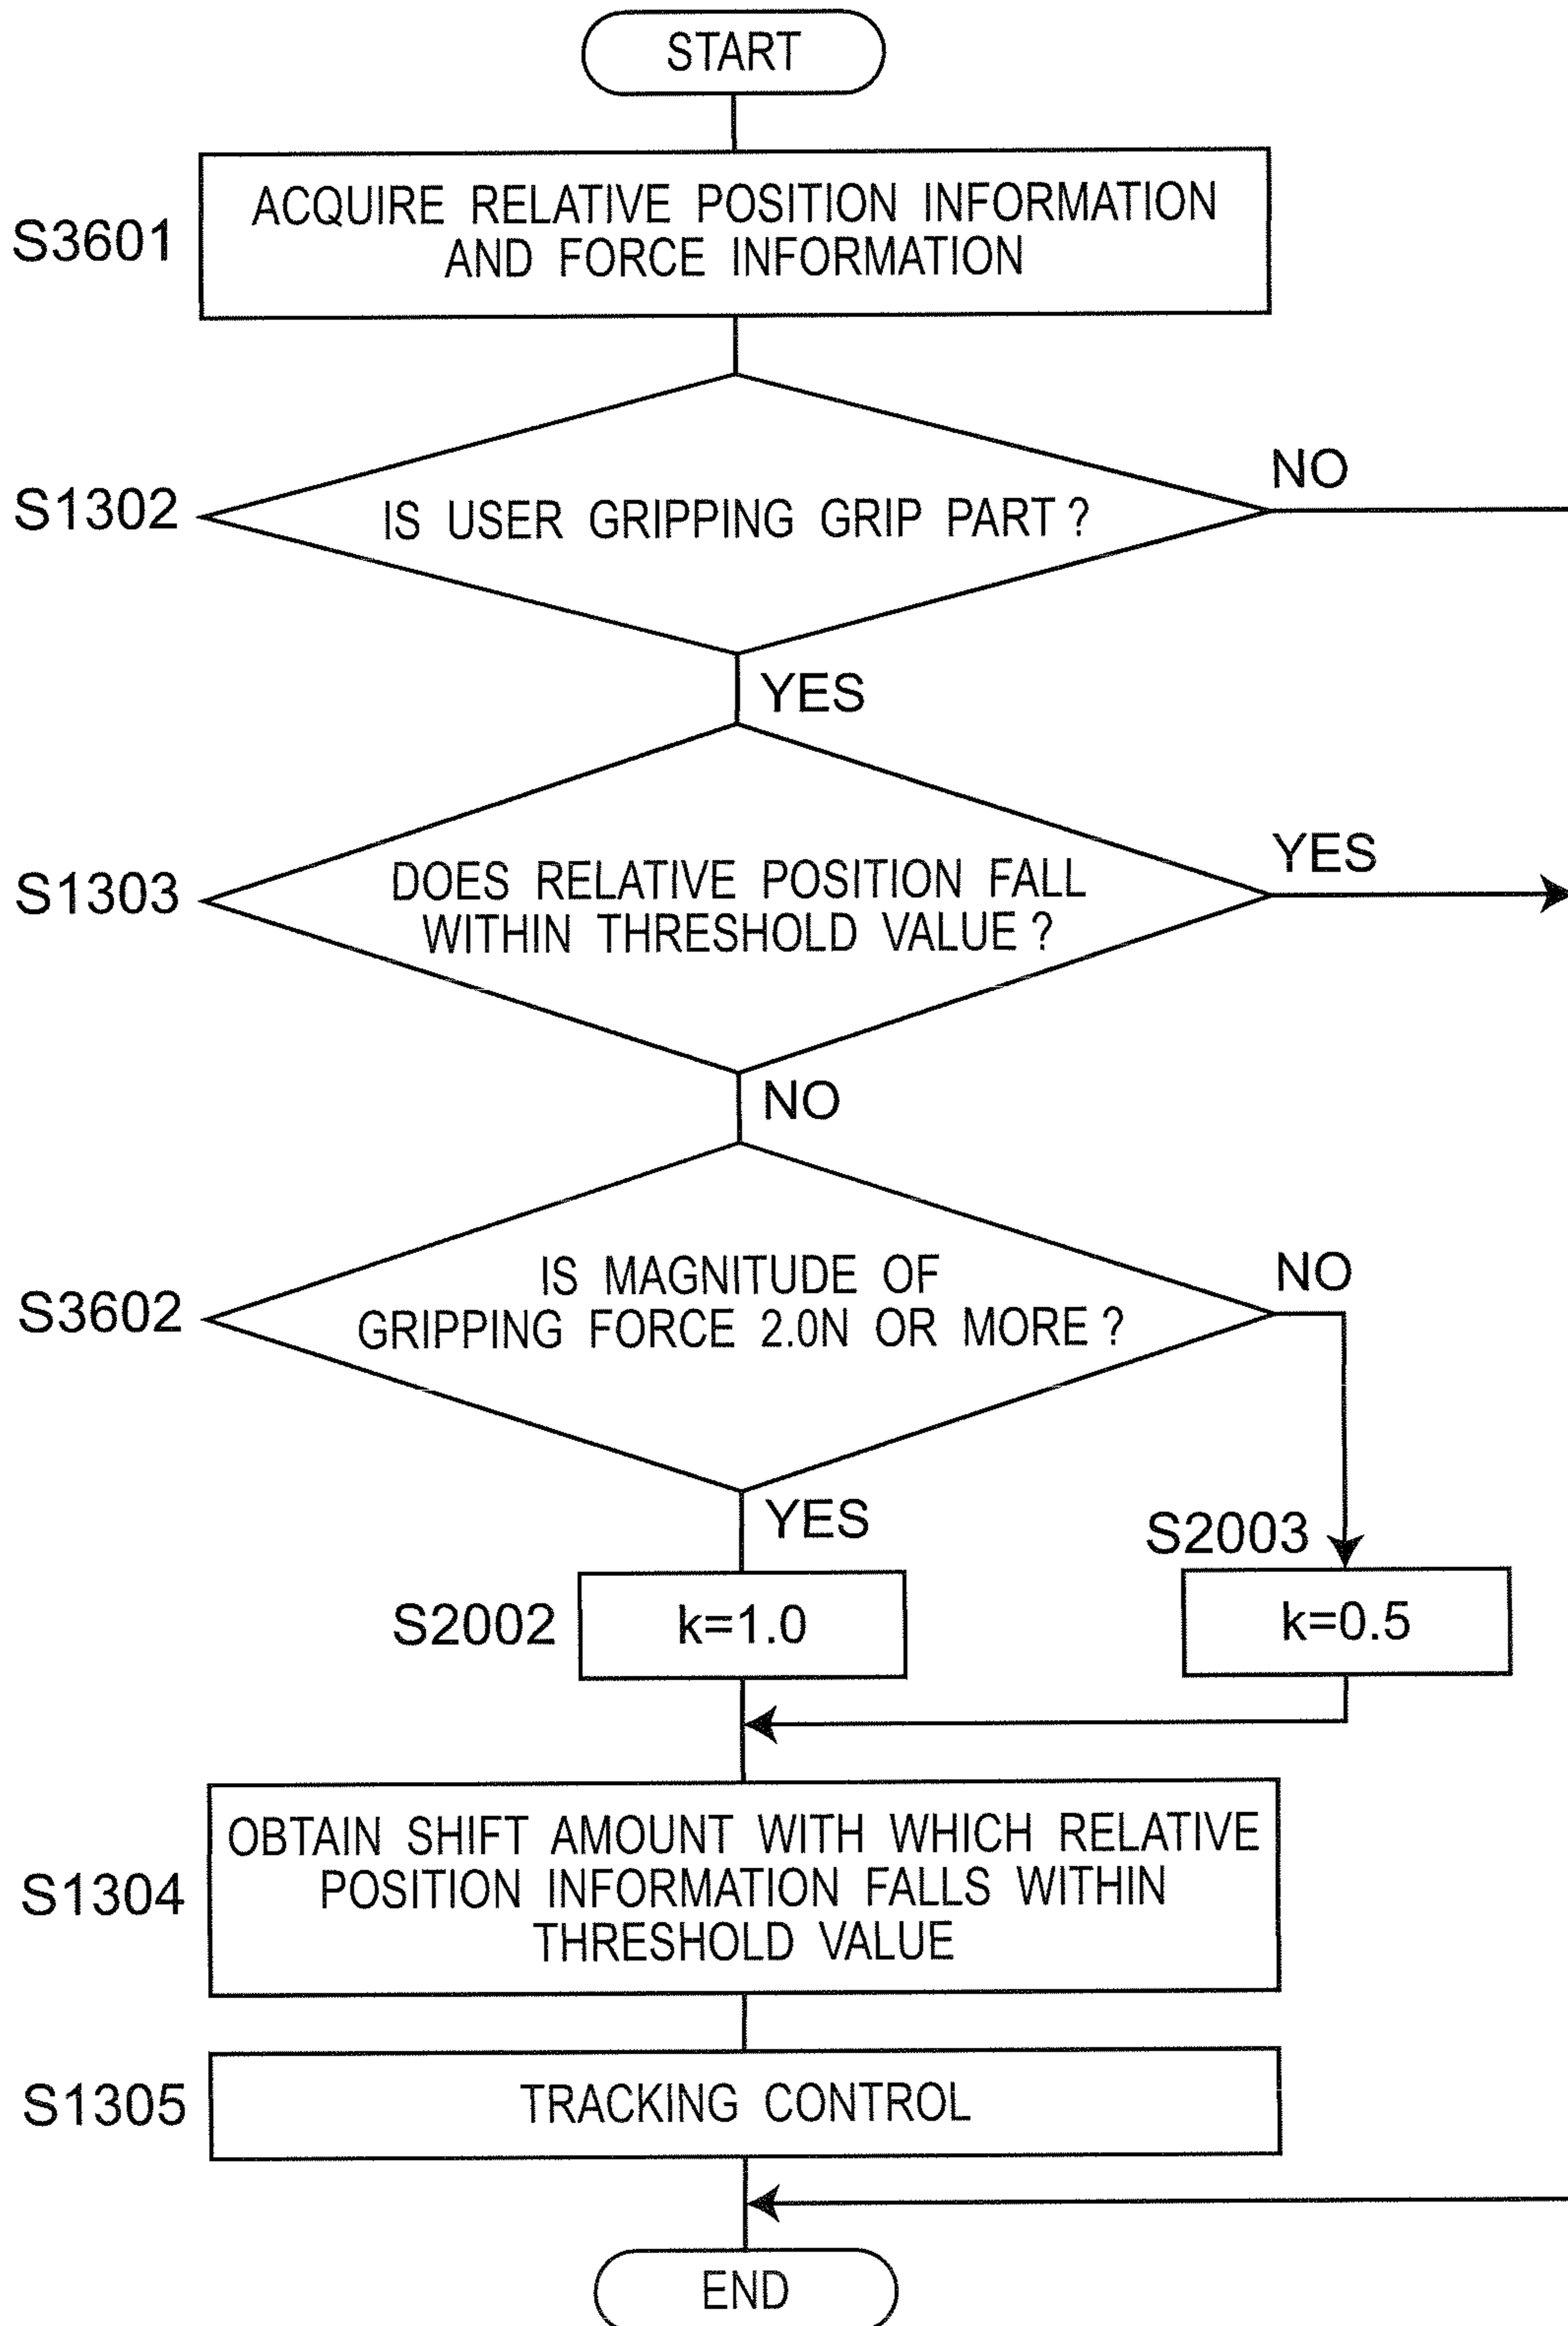 START
S3601
ACQUIRE RELATIVE POSITION INFORMATION
AND FORCE INFORMATION
S1302
IS USER GRIPPING GRIP PART?
NO
YES
S1303
DOES RELATIVE POSITION FALL
WITHIN THRESHOLD VALUE?
YES
NO
S3602
IS MAGNITUDE OF
GRIPPING FORCE 2.0N OR MORE?
NO
YES
S2002
k=1.0
S2003
k=0.5
S1304
OBTAIN SHIFT AMOUNT WITH WHICH RELATIVE
POSITION INFORMATION FALLS WITHIN
THRESHOLD VALUE
S1305
TRACKING CONTROL
END